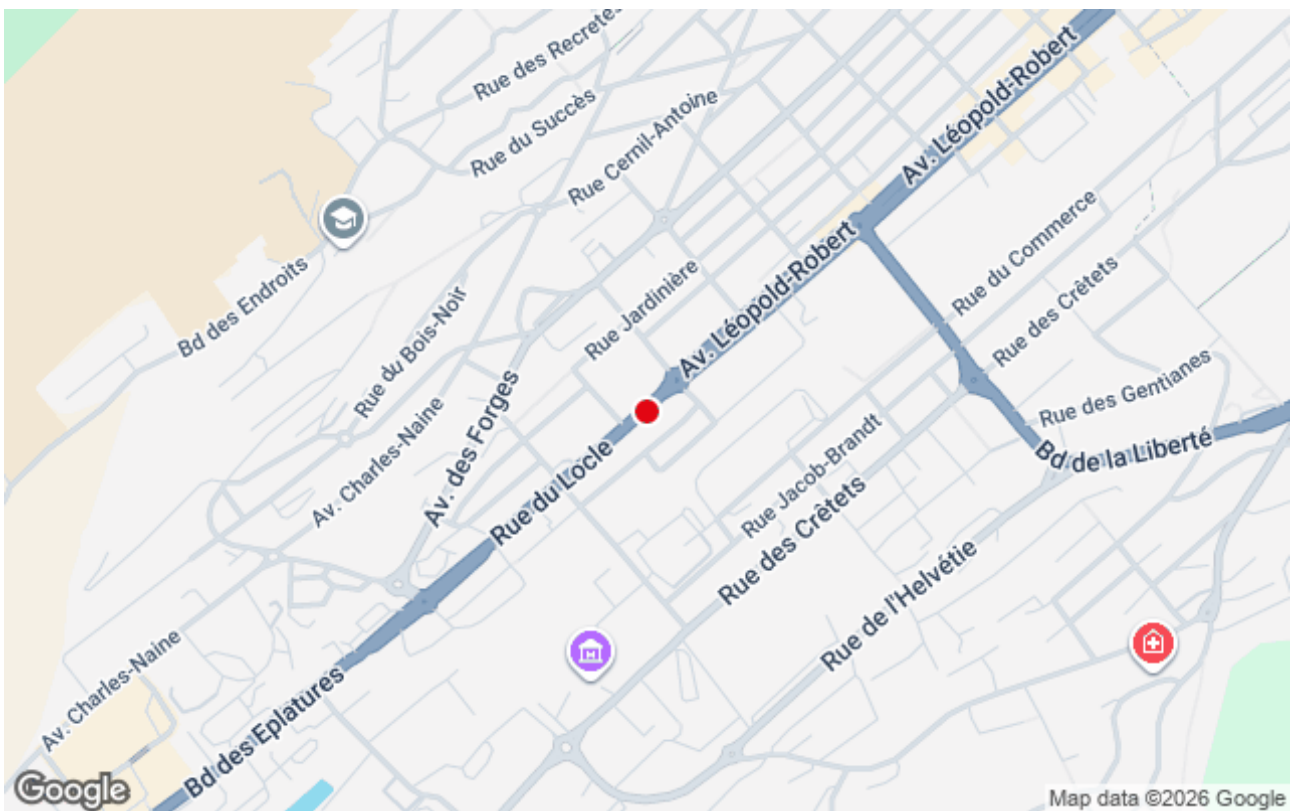 Rue des Recretes
Av. Léopold-Robert
Rue du Succès
Rue Cernil-Antoine
Av. Léopold-Robert
Rue du Commerce
Bd des Endroits
Rue du Bois-Noir
Rue Jardinière
Rue des Crêtets
Av. des Forges
Rue des Gentianes
Av. Charles-Naine
Rue du Locle
Rue Jacob-Brandt
Bd de la Liberté
Rue des Crêtets
Rue de l'Helvétie
Av. Charles-Naine
Bd des Eplatures
M
Google
Map data ©2026 Google